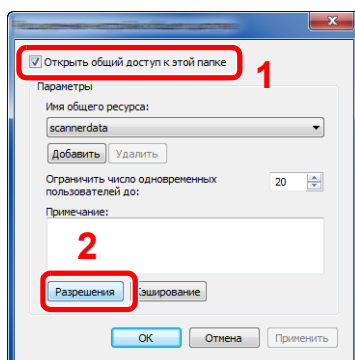 Открыть общий доступ к этой папке
1
Параметры
Имя общего ресурса:
scannerdata
Добавить Удалить
Ограничить число одновременных 20
пользователей до:
Примечание:
2
Разрешения Кэширование
ОК Отмена Применить